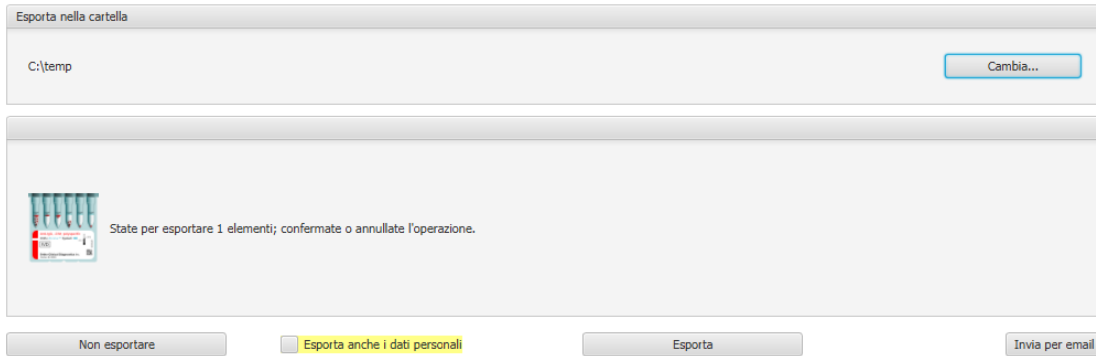 Esporta nella cartella
C:\temp
Cambia...
State per esportare 1 elementi; confermate o annullate l'operazione.
Non esportare
Esporta anche i dati personali
Esporta
Invia per email